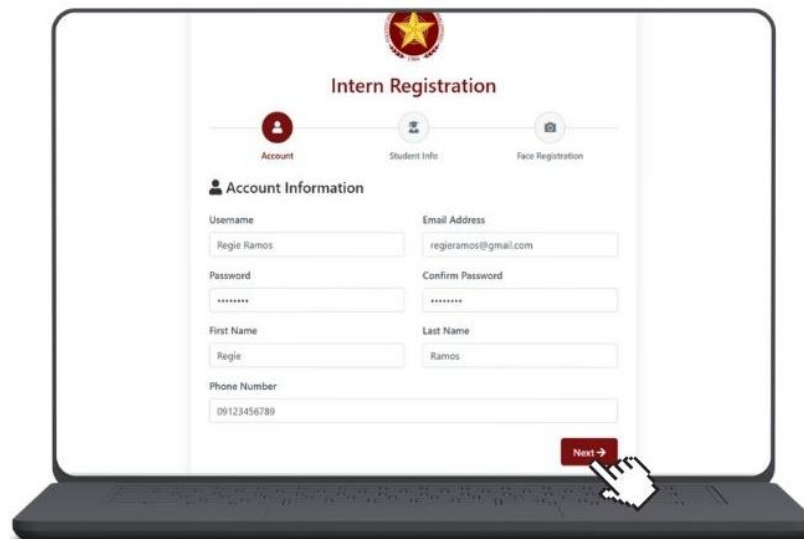 Intern Registration
Account Student Info Face Registration
Account Information
Username Email Address
Regie Ramos regieramos@gmail.com
Password Confirm Password
•••••••• ••••••••
First Name Last Name
Regie Ramos
Phone Number
09123456789
Next →